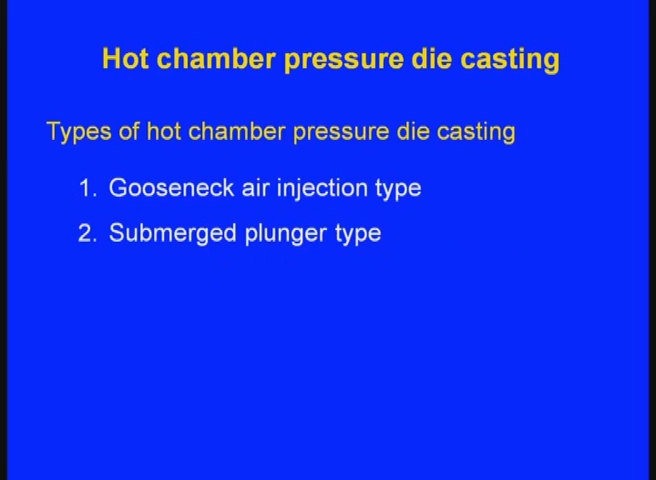 Hot chamber pressure die casting
Types of hot chamber pressure die casting
1. Gooseneck air injection type
2. Submerged plunger type